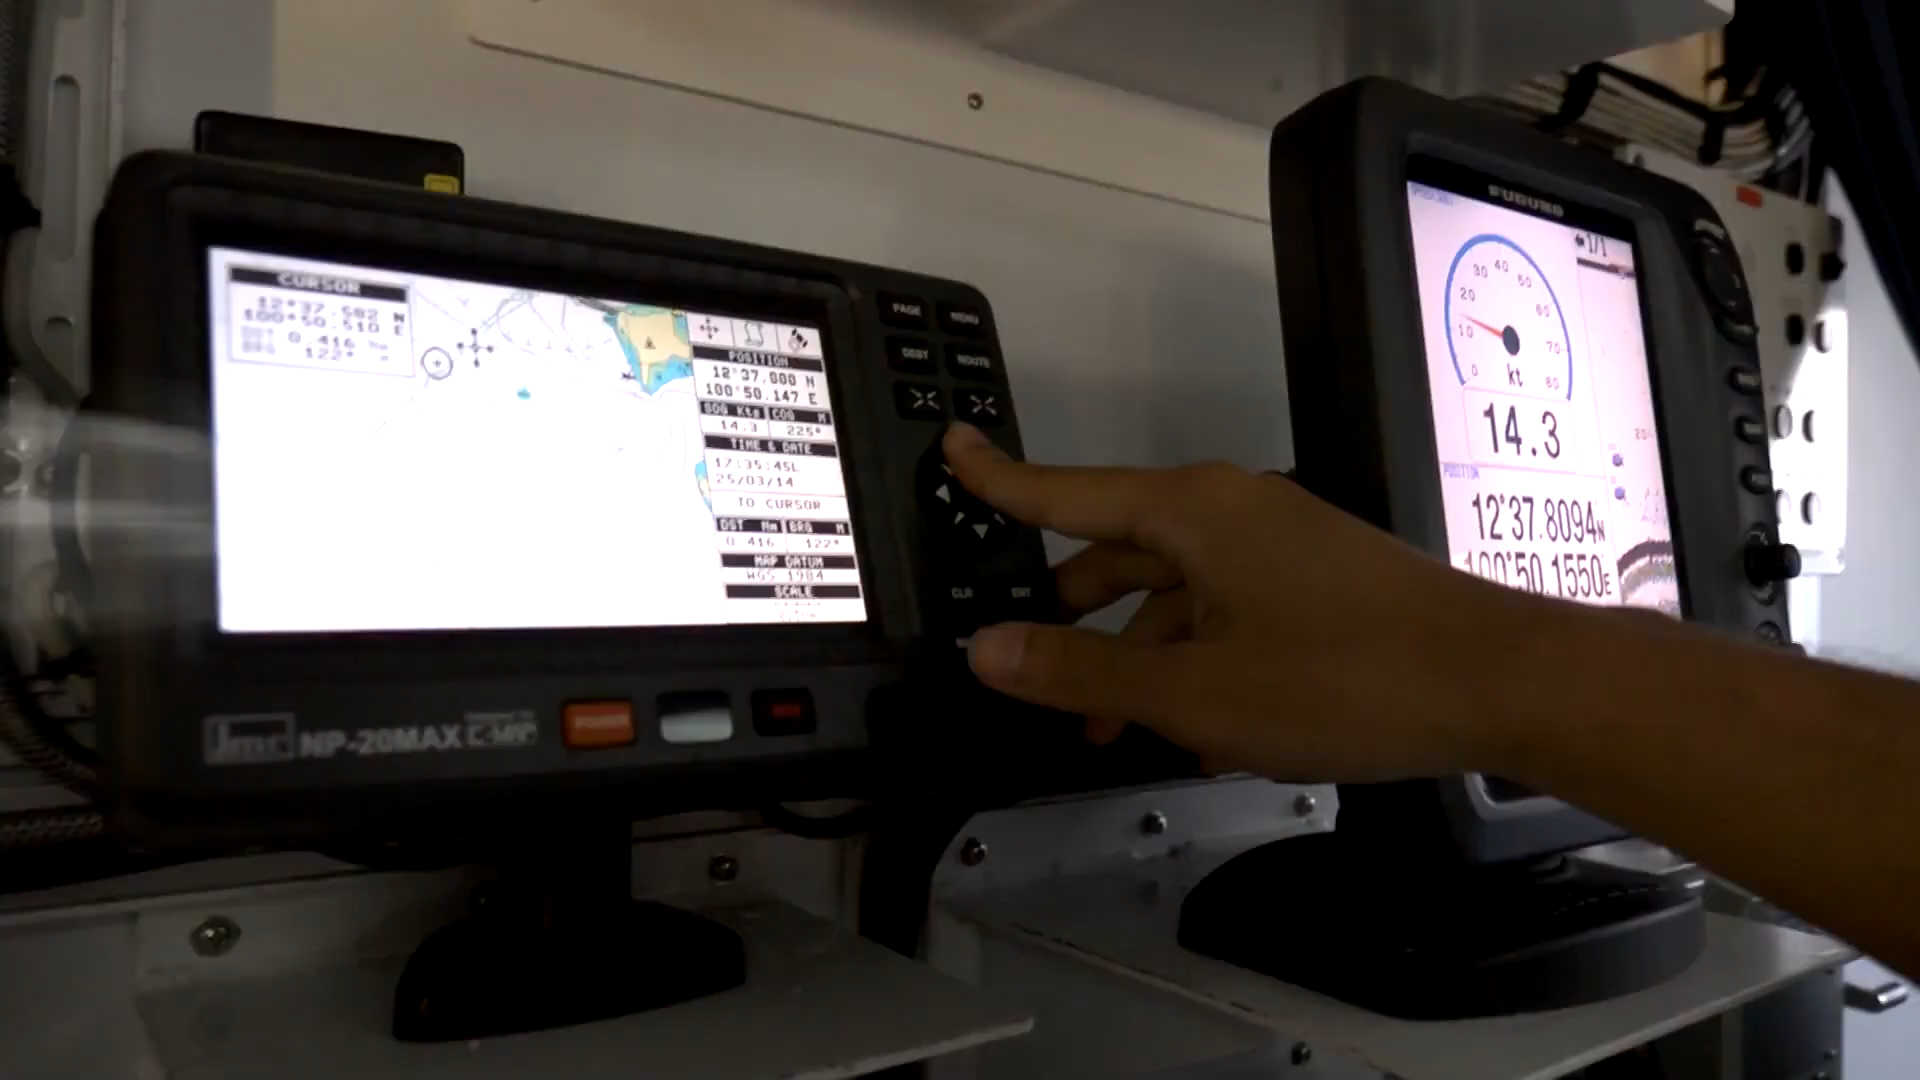 CURSOR
12°37.582 N
100°50.510 E
DST 0.416 Nm
BRG 122°
POSITION
12°37.800 N
100°50.147 E
SOG Kts COG M
14.3 225°
TIME & DATE
17:35:45L
25/03/14
TO CURSOR
DST Nm BRG M
0.416 122°
MAP DATUM
WGS 1984
SCALE
PAGE MENU
DEST ROUTE
CLR ENT
jmc NP-20MAX C-MAP
POWER
FURUNO
1/1
0 10 20 30 40 50 60 70 80
kt
14.3
POSITION
12°37.8094N
100°50.1550E
20